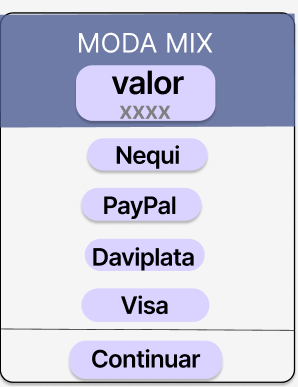 MODA MIX
valor
xxxx
Nequi
PayPal
Daviplata
Visa
Continuar